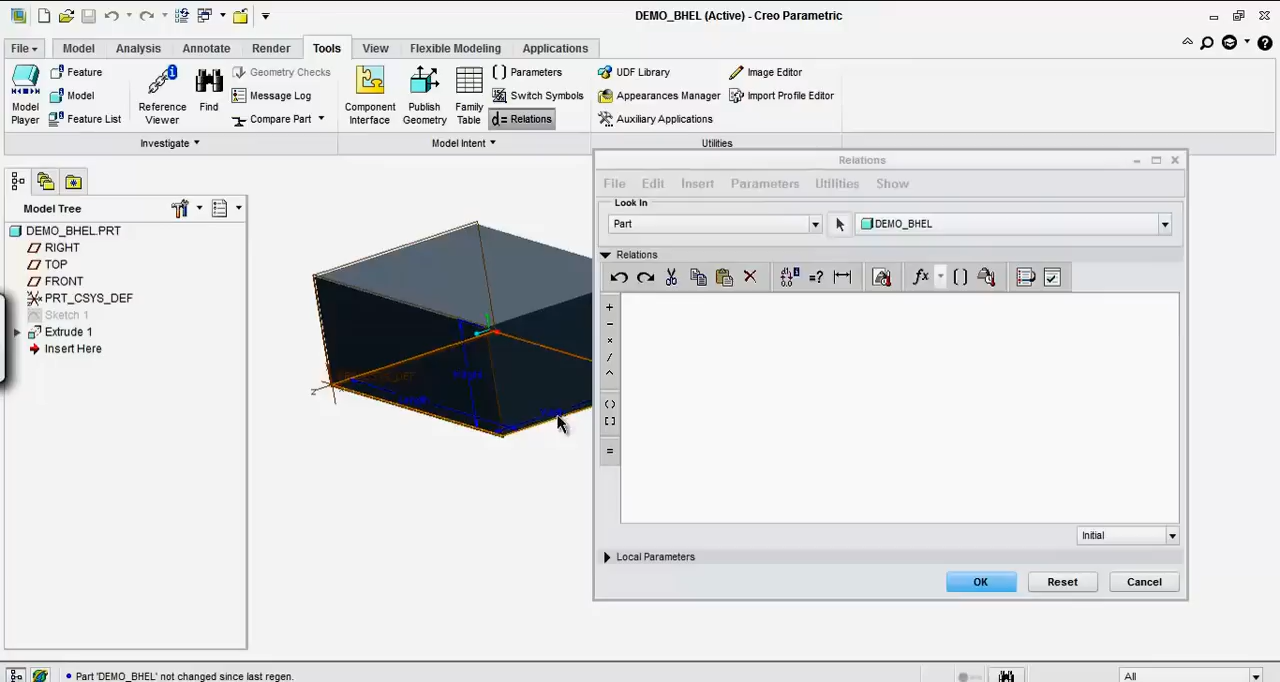 DEMO_BHEL (Active) - Creo Parametric
File Model Analysis Annotate Render Tools View Flexible Modeling Applications
Model Player
Feature
Model
Feature List
Reference Viewer
Find
Geometry Checks
Message Log
Compare Part
Investigate
Component Interface
Publish Geometry
Family Table
Parameters
Switch Symbols
d= Relations
Model Intent
UDF Library
Appearances Manager
Auxiliary Applications
Image Editor
Import Profile Editor
Utilities
Model Tree
DEMO_BHEL.PRT
RIGHT
TOP
FRONT
PRT_CSYS_DEF
Sketch 1
Extrude 1
Insert Here
Z
Relations
File Edit Insert Parameters Utilities Show
Look In
Part
DEMO_BHEL
Relations
+
-
×
/
^
()
[]
=
Initial
Local Parameters
OK Reset Cancel
Part 'DEMO_BHEL' not changed since last regen.
All